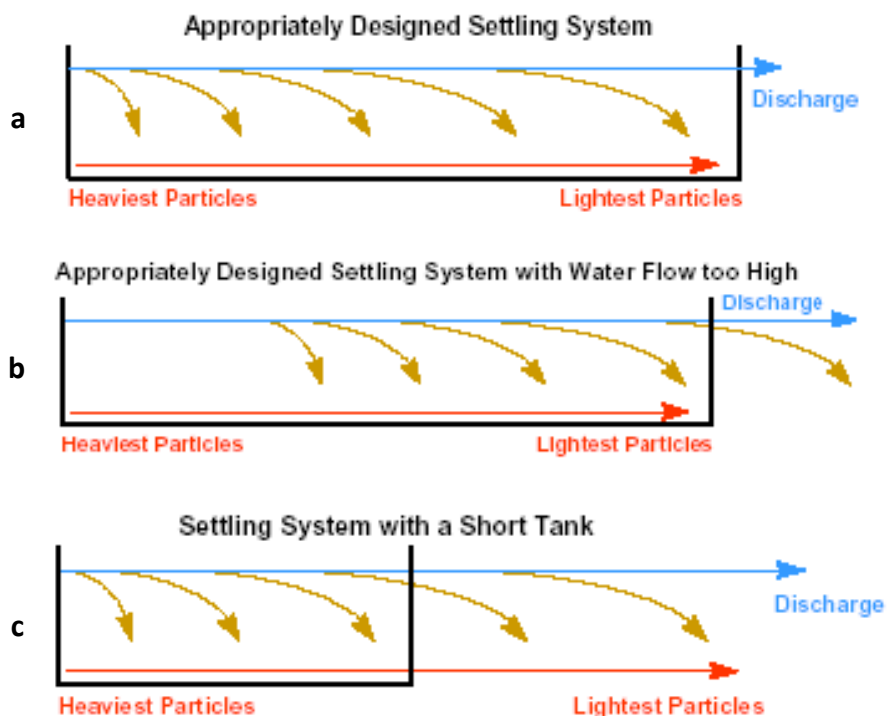 Appropriately Designed Settling System
a
Discharge
Heaviest Particles Lightest Particles
Appropriately Designed Settling System with Water Flow too High
Discharge
b
Heaviest Particles Lightest Particles
Settling System with a Short Tank
Discharge
c
Heaviest Particles Lightest Particles